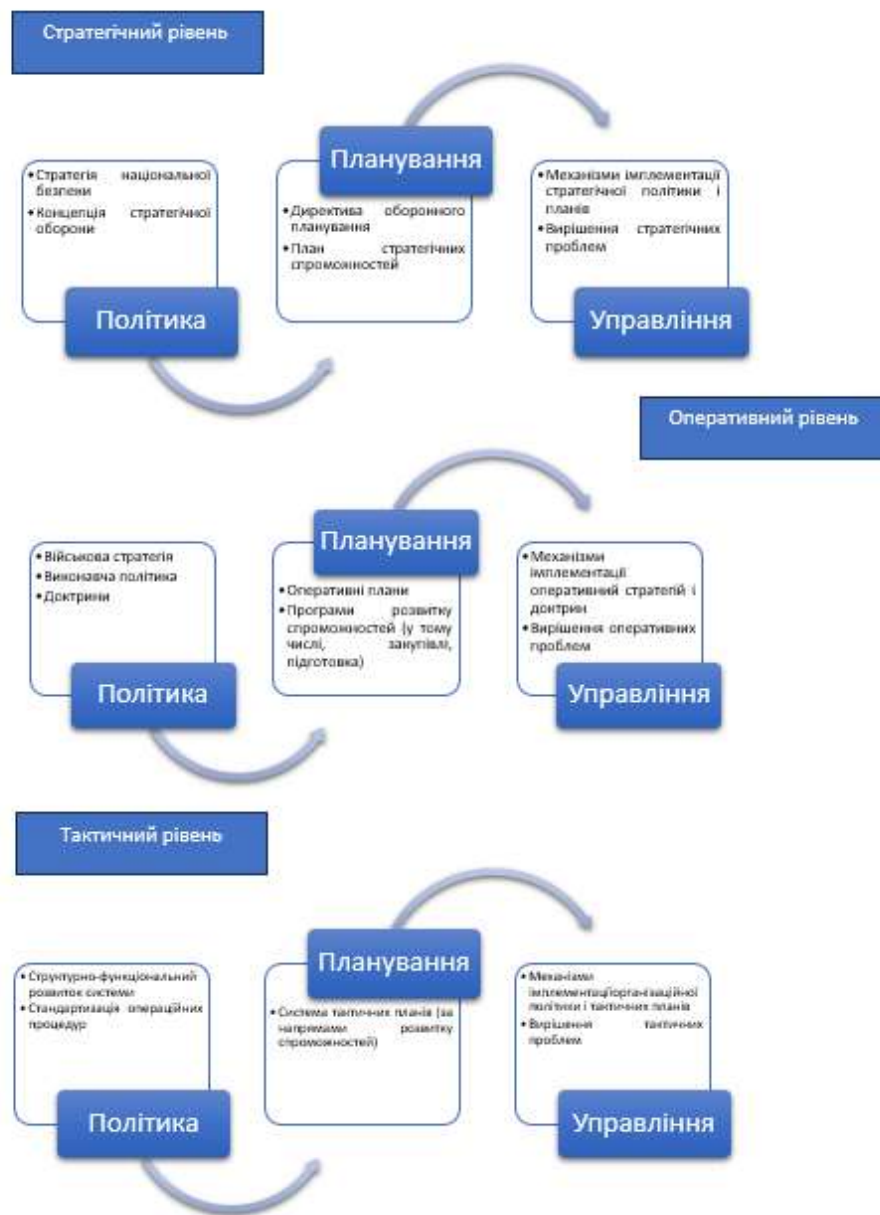 Стратегічний рівень
Планування
• Стратегія національної
безпеки
• Концепція стратегічної
оборони
Політика
• Директива оборонного
планування
• План стратегічних
спроможностей
• Механізми імплементації
стратегічної політики і
планів
• Вирішення стратегічних
проблем
Управління
Оперативний рівень
Планування
• Військова стратегія
• Виконавча політика
• Доктрини
Політика
• Оперативні плани
• Програми розвитку
спроможностей (у тому
числі, закупівлі,
підготовка)
• Механізми
імплементації
оперативний стратегій і
доктрин
• Вирішення оперативних
проблем
Управління
Тактичний рівень
Планування
• Структурно-функціональний
розвиток системи
• Стандартизація операційних
процедур
Політика
• Система тактичних планів (за
напрямами розвитку
спроможностей)
• Механізми
імплементаціїорганізаційної
політики і тактичних планів
• Вирішення тактичних
проблем
Управління